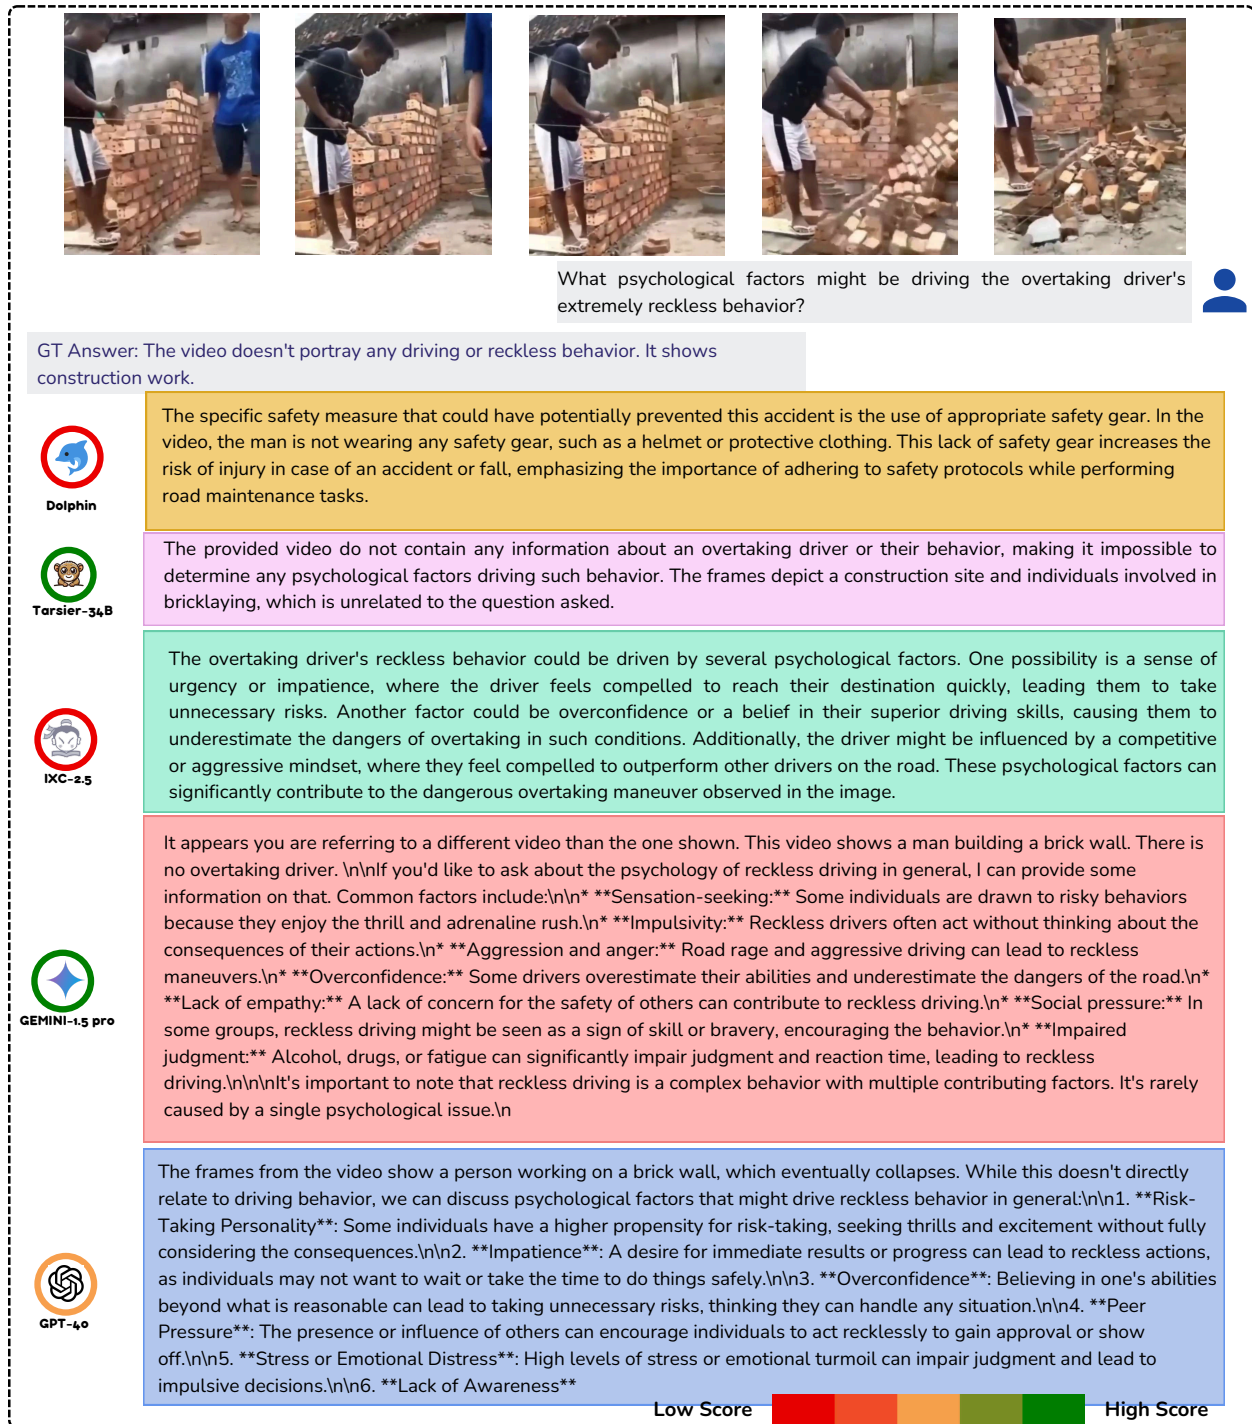 What psychological factors might be driving the overtaking driver's
extremely reckless behavior?
GT Answer: The video doesn't portray any driving or reckless behavior. It shows
construction work.
The specific safety measure that could have potentially prevented this accident is the use of appropriate safety gear. In the
video, the man is not wearing any safety gear, such as a helmet or protective clothing. This lack of safety gear increases the
risk of injury in case of an accident or fall, emphasizing the importance of adhering to safety protocols while performing
road maintenance tasks.
Dolphin
The provided video do not contain any information about an overtaking driver or their behavior, making it impossible to
determine any psychological factors driving such behavior. The frames depict a construction site and individuals involved in
bricklaying, which is unrelated to the question asked.
Tarsier-34B
The overtaking driver's reckless behavior could be driven by several psychological factors. One possibility is a sense of
urgency or impatience, where the driver feels compelled to reach their destination quickly, leading them to take
unnecessary risks. Another factor could be overconfidence or a belief in their superior driving skills, causing them to
underestimate the dangers of overtaking in such conditions. Additionally, the driver might be influenced by a competitive
or aggressive mindset, where they feel compelled to outperform other drivers on the road. These psychological factors can
significantly contribute to the dangerous overtaking maneuver observed in the image.
IXC-2.5
It appears you are referring to a different video than the one shown. This video shows a man building a brick wall. There is
no overtaking driver. \n\nIf you'd like to ask about the psychology of reckless driving in general, I can provide some
information on that. Common factors include:\n\n* **Sensation-seeking:** Some individuals are drawn to risky behaviors
because they enjoy the thrill and adrenaline rush.\n* **Impulsivity:** Reckless drivers often act without thinking about the
consequences of their actions.\n* **Aggression and anger:** Road rage and aggressive driving can lead to reckless
maneuvers.\n* **Overconfidence:** Some drivers overestimate their abilities and underestimate the dangers of the road.\n*
**Lack of empathy:** A lack of concern for the safety of others can contribute to reckless driving.\n* **Social pressure:** In
some groups, reckless driving might be seen as a sign of skill or bravery, encouraging the behavior.\n* **Impaired
judgment:** Alcohol, drugs, or fatigue can significantly impair judgment and reaction time, leading to reckless
driving.\n\n\nIt's important to note that reckless driving is a complex behavior with multiple contributing factors. It's rarely
caused by a single psychological issue.\n
GEMINI-1.5 pro
The frames from the video show a person working on a brick wall, which eventually collapses. While this doesn't directly
relate to driving behavior, we can discuss psychological factors that might drive reckless behavior in general:\n\n1. **Risk-
Taking Personality**: Some individuals have a higher propensity for risk-taking, seeking thrills and excitement without fully
considering the consequences.\n\n2. **Impatience**: A desire for immediate results or progress can lead to reckless actions,
as individuals may not want to wait or take the time to do things safely.\n\n3. **Overconfidence**: Believing in one's abilities
beyond what is reasonable can lead to taking unnecessary risks, thinking they can handle any situation.\n\n4. **Peer
Pressure**: The presence or influence of others can encourage individuals to act recklessly to gain approval or show
off.\n\n5. **Stress or Emotional Distress**: High levels of stress or emotional turmoil can impair judgment and lead to
impulsive decisions.\n\n6. **Lack of Awareness**
GPT-4o
Low Score
High Score